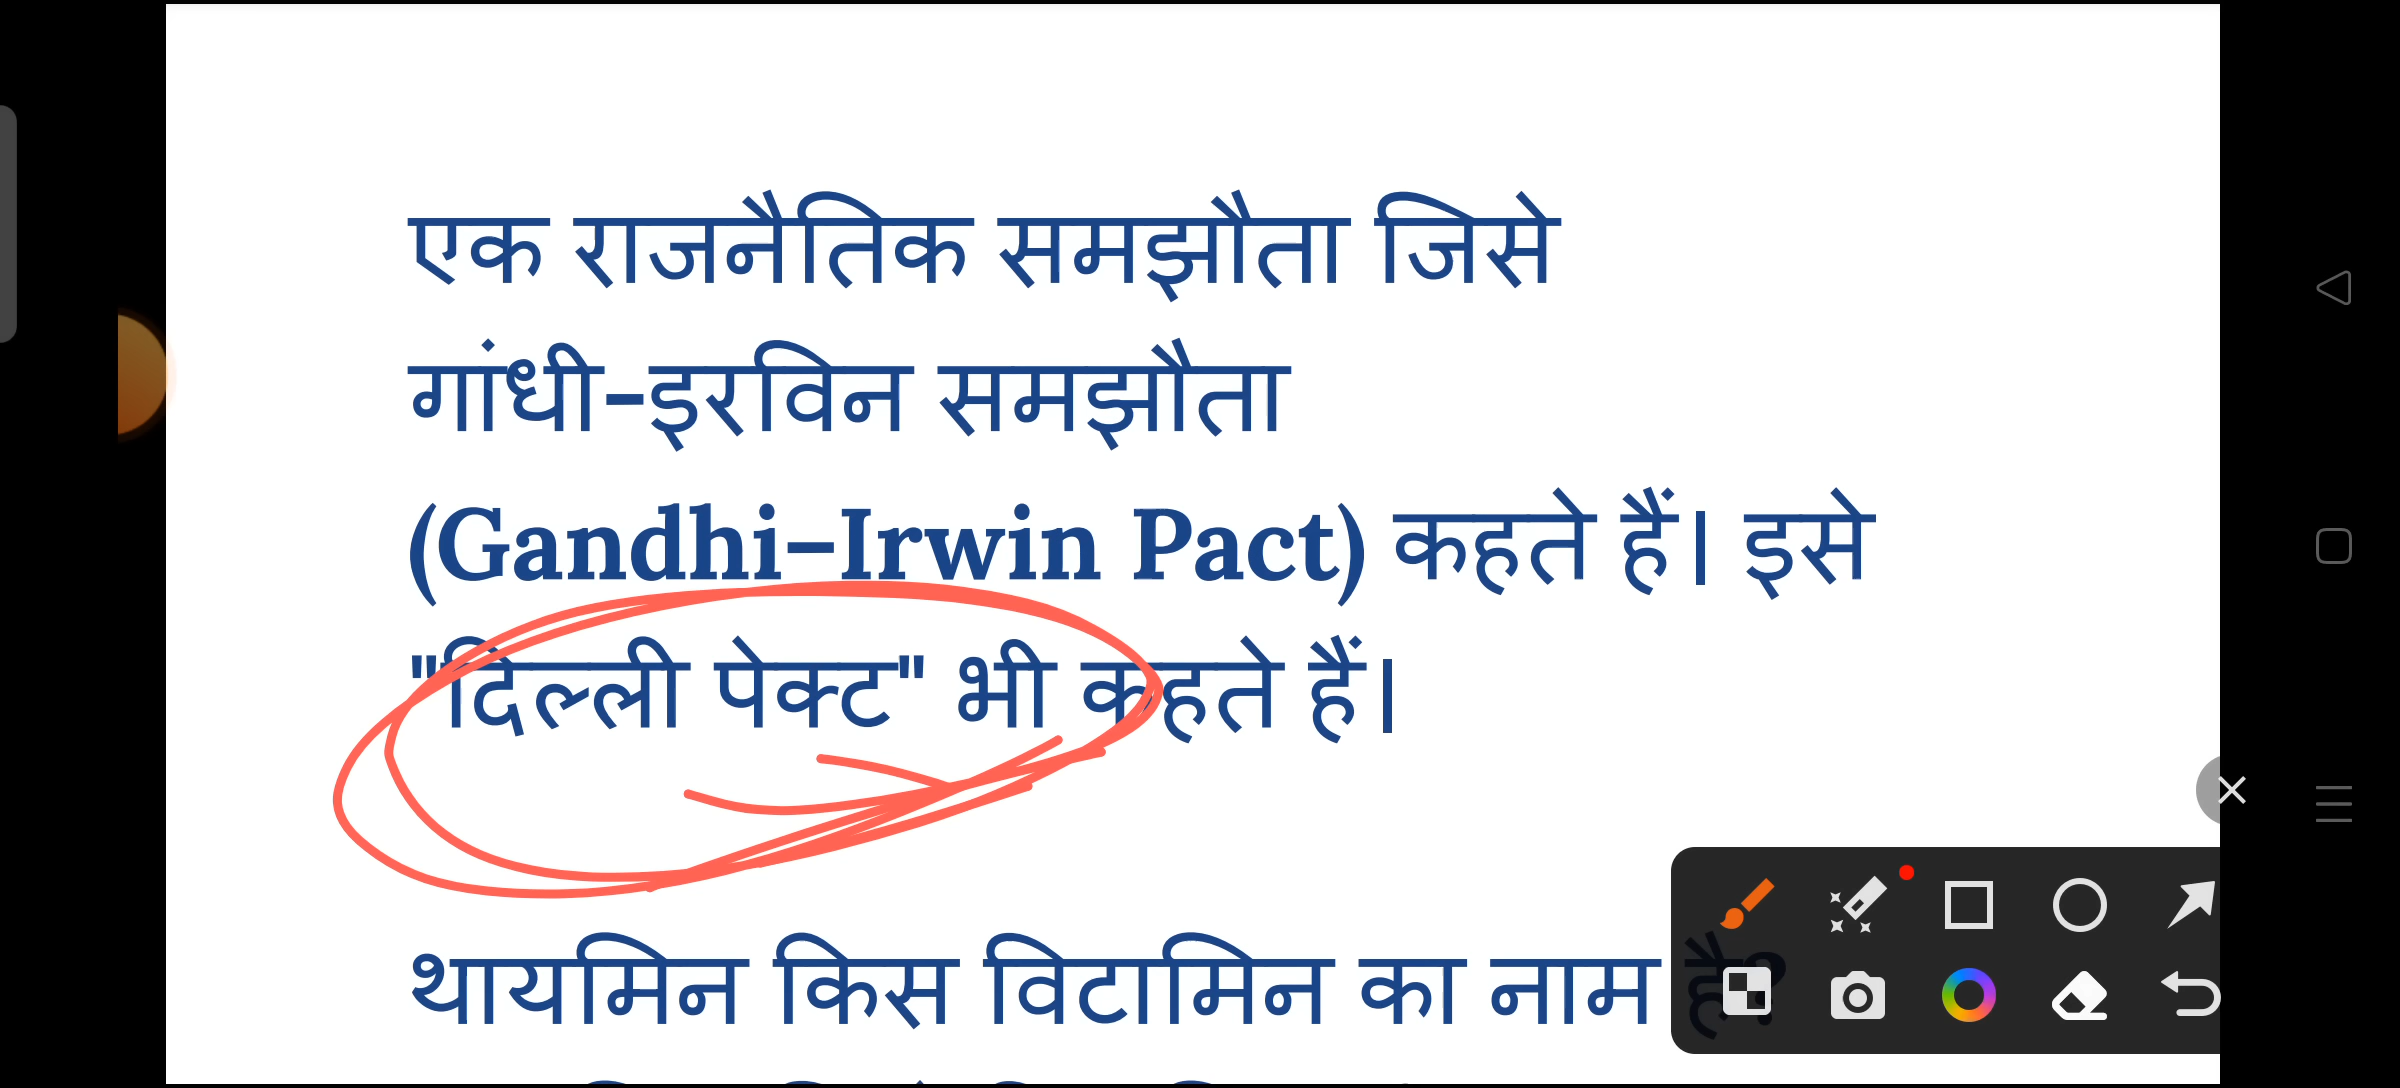 एक राजनैतिक समझौता जिसे
गांधी-इरविन समझौता
(Gandhi–Irwin Pact) कहते हैं। इसे
"दिल्ली पेक्ट" भी कहते हैं।
थायमिन किस विटामिन का नाम है?